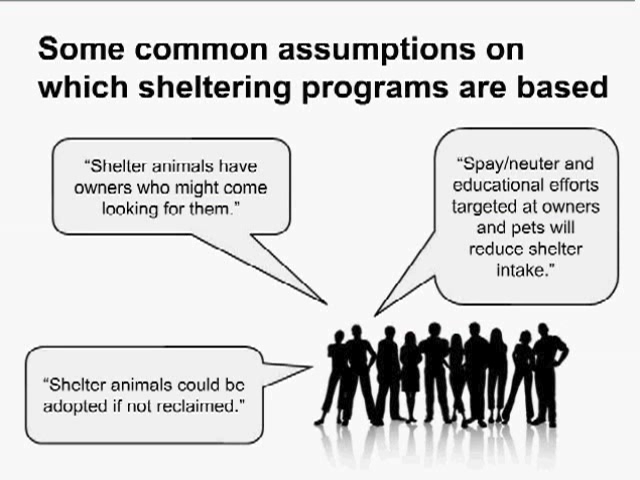 Some common assumptions on
which sheltering programs are based
"Shelter animals have
owners who might come
looking for them."
"Spay/neuter and
educational efforts
targeted at owners
and pets will
reduce shelter
intake."
"Shelter animals could be
adopted if not reclaimed."